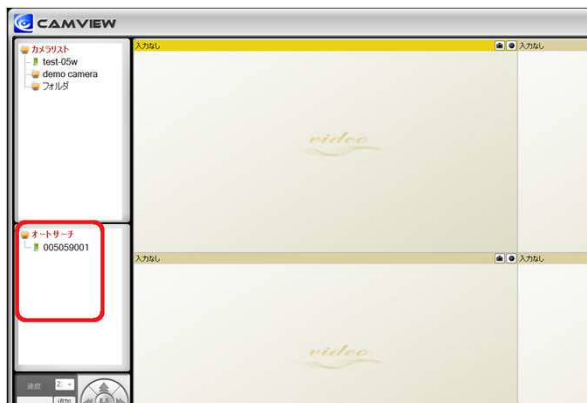 CAMVIEW
カメラリスト
test-05w
demo camera
フォルダ
オートサーチ
005059001
速度 2
追加
入力なし
入力なし
video
入力なし
入力なし
video